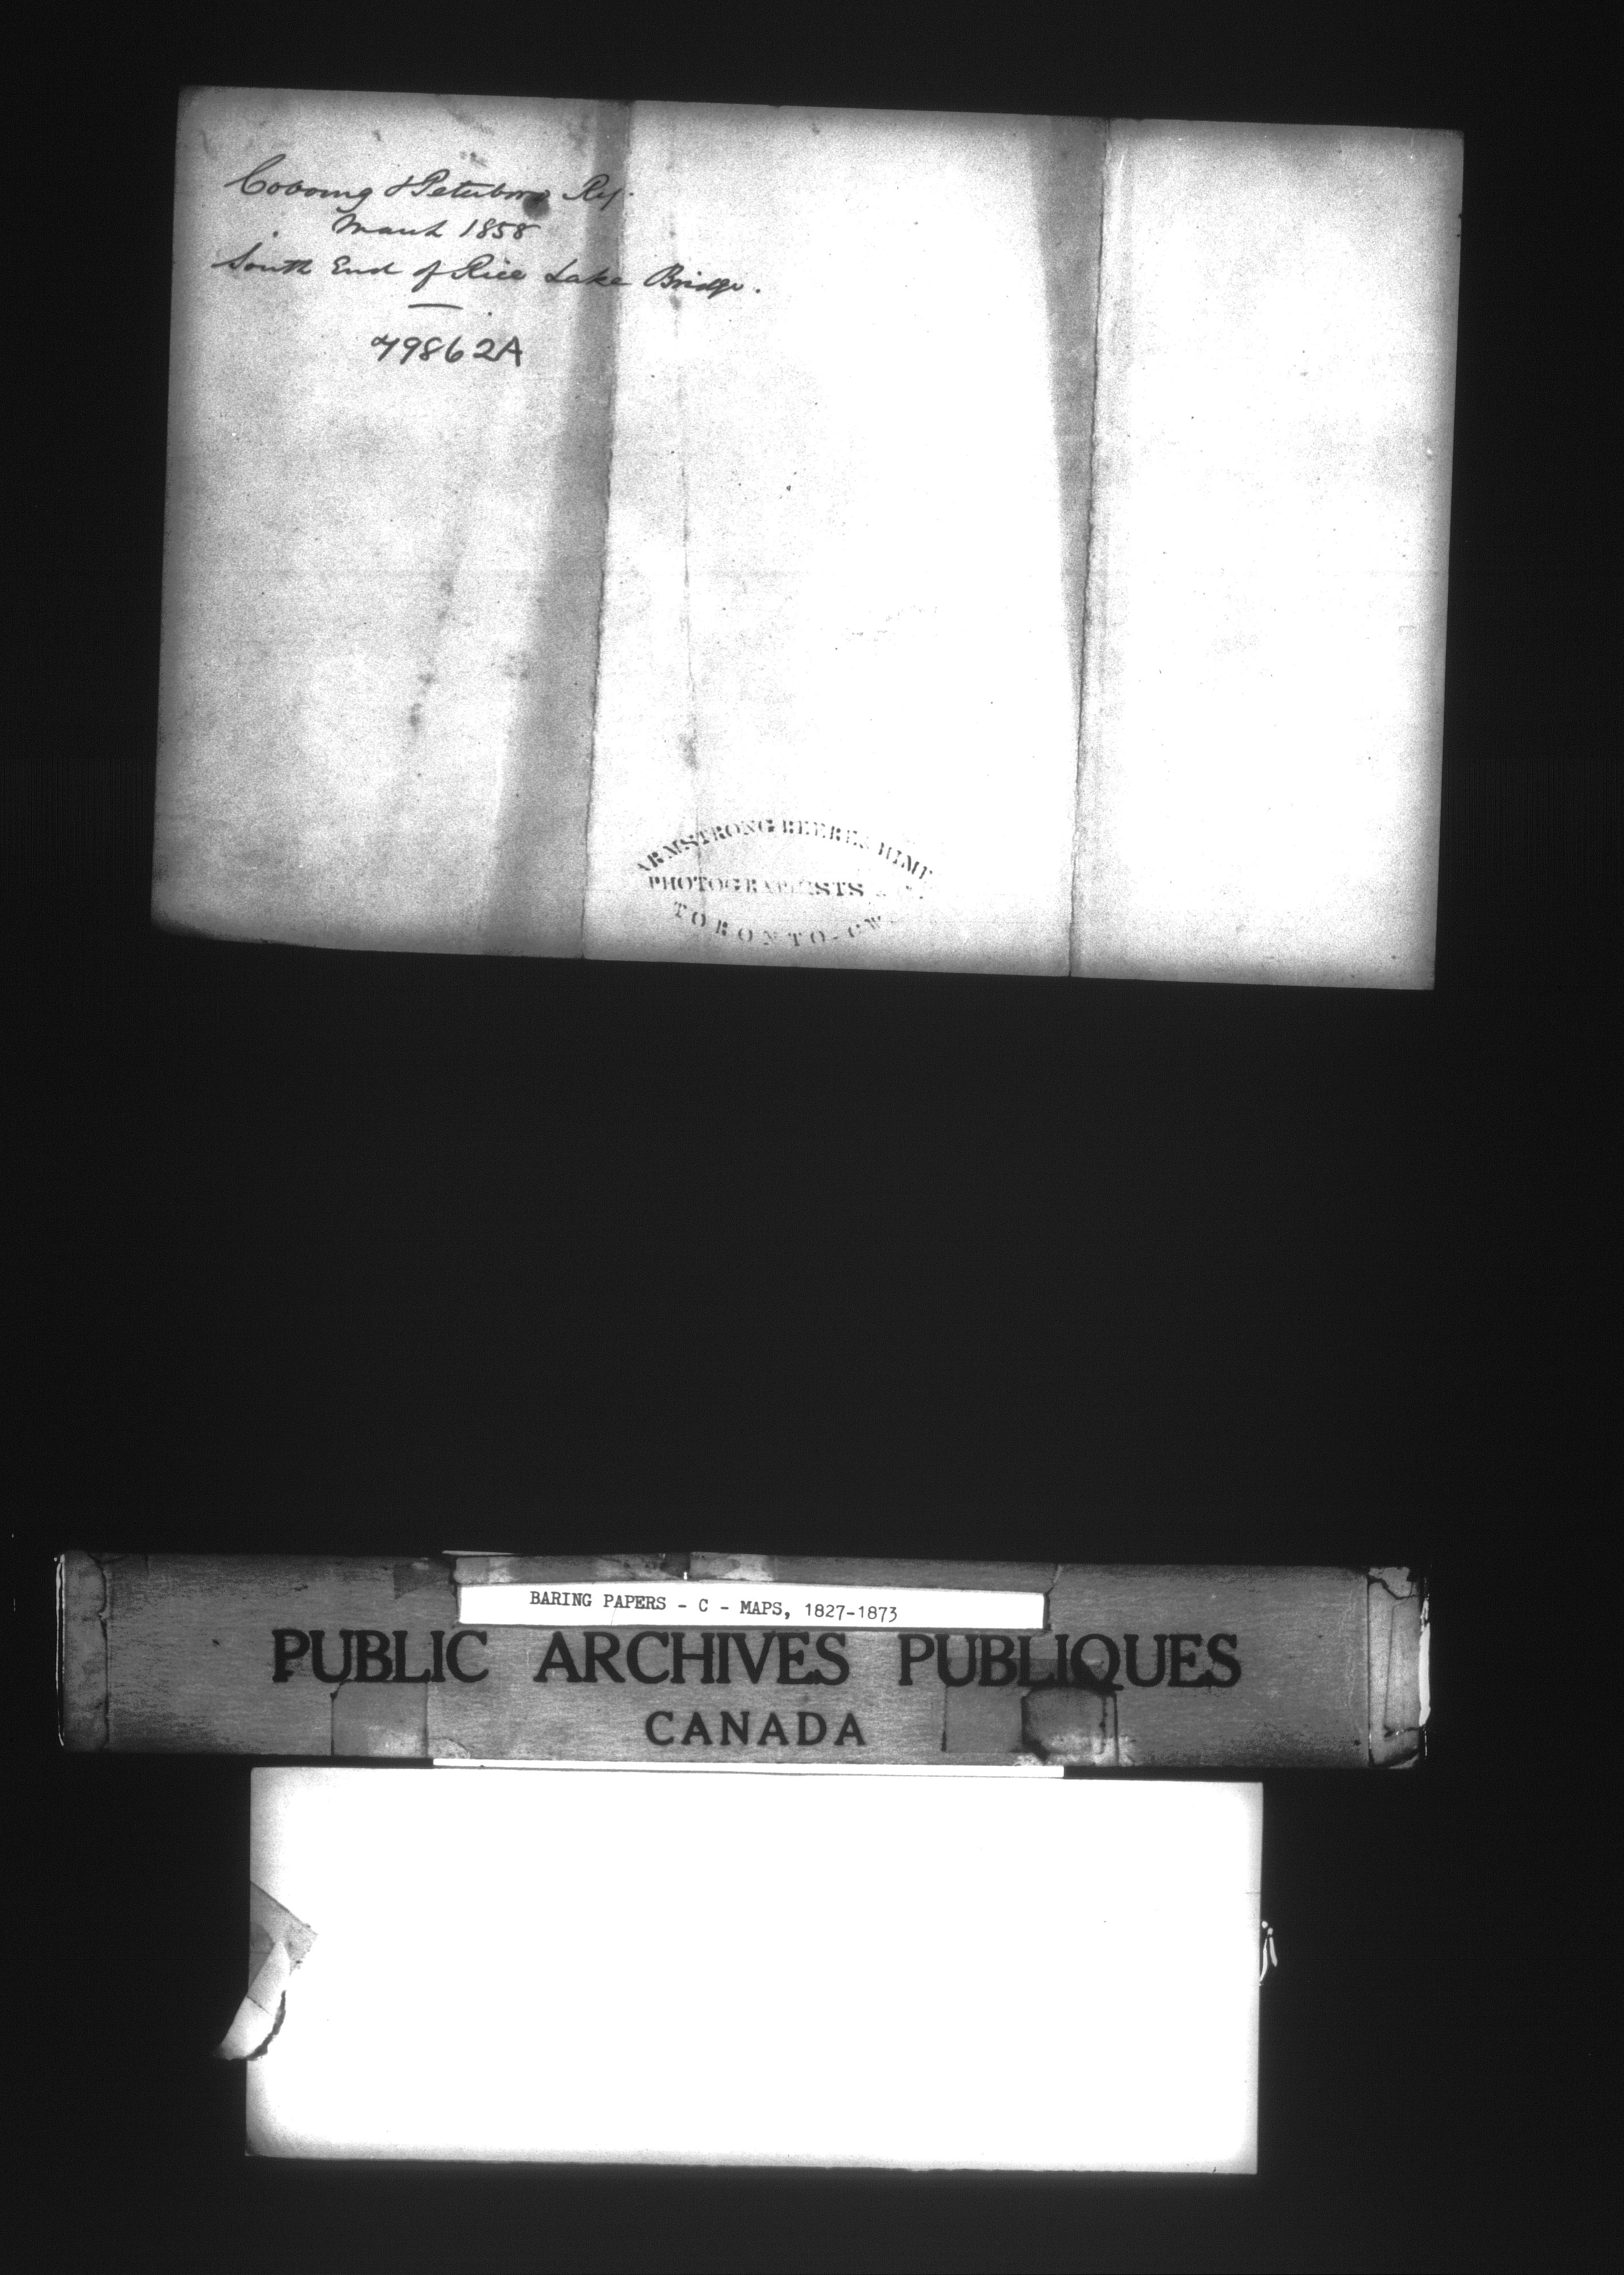 Cobourg & Peterboro Ry.
March 1858
South End of Rice Lake Bridge.
79862A
ARMSTRONG BEERE & HIME
PHOTOGRAPHISTS
TORONTO - CW.
BARING PAPERS - C - MAPS, 1827-1873
PUBLIC ARCHIVES PUBLIQUES
CANADA